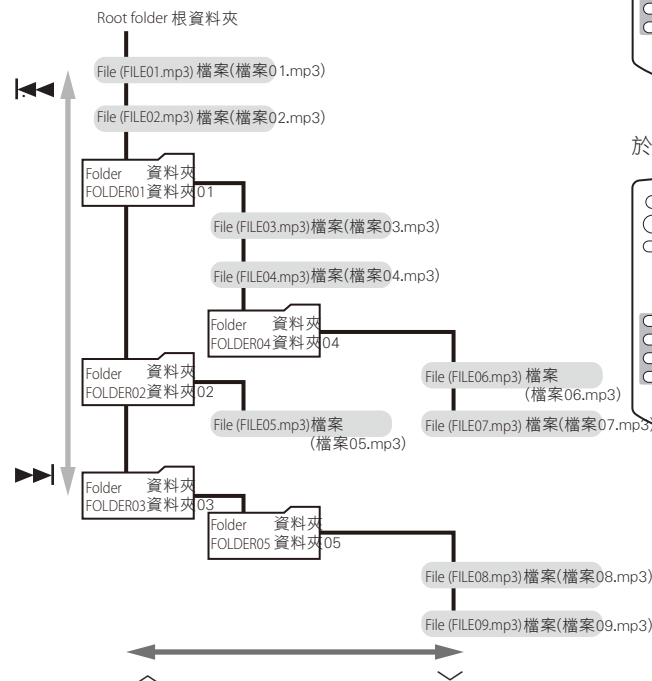 Root folder 根資料夾
File (FILE01.mp3) 檔案(檔案01.mp3)
File (FILE02.mp3) 檔案(檔案02.mp3)
Folder 資料夾
FOLDER01資料夾01
File (FILE03.mp3)檔案(檔案03.mp3)
File (FILE04.mp3)檔案(檔案04.mp3)
Folder 資料夾
FOLDER04資料夾04
File (FILE06.mp3) 檔案
(檔案06.mp3)
File (FILE07.mp3) 檔案(檔案07.mp3)
Folder 資料夾
FOLDER02資料夾02
File (FILE05.mp3)檔案
(檔案05.mp3)
Folder 資料夾
FOLDER03資料夾03
Folder 資料夾
FOLDER05 資料夾05
File (FILE08.mp3)檔案(檔案08.mp3)
File (FILE09.mp3)檔案(檔案09.mp3)
於